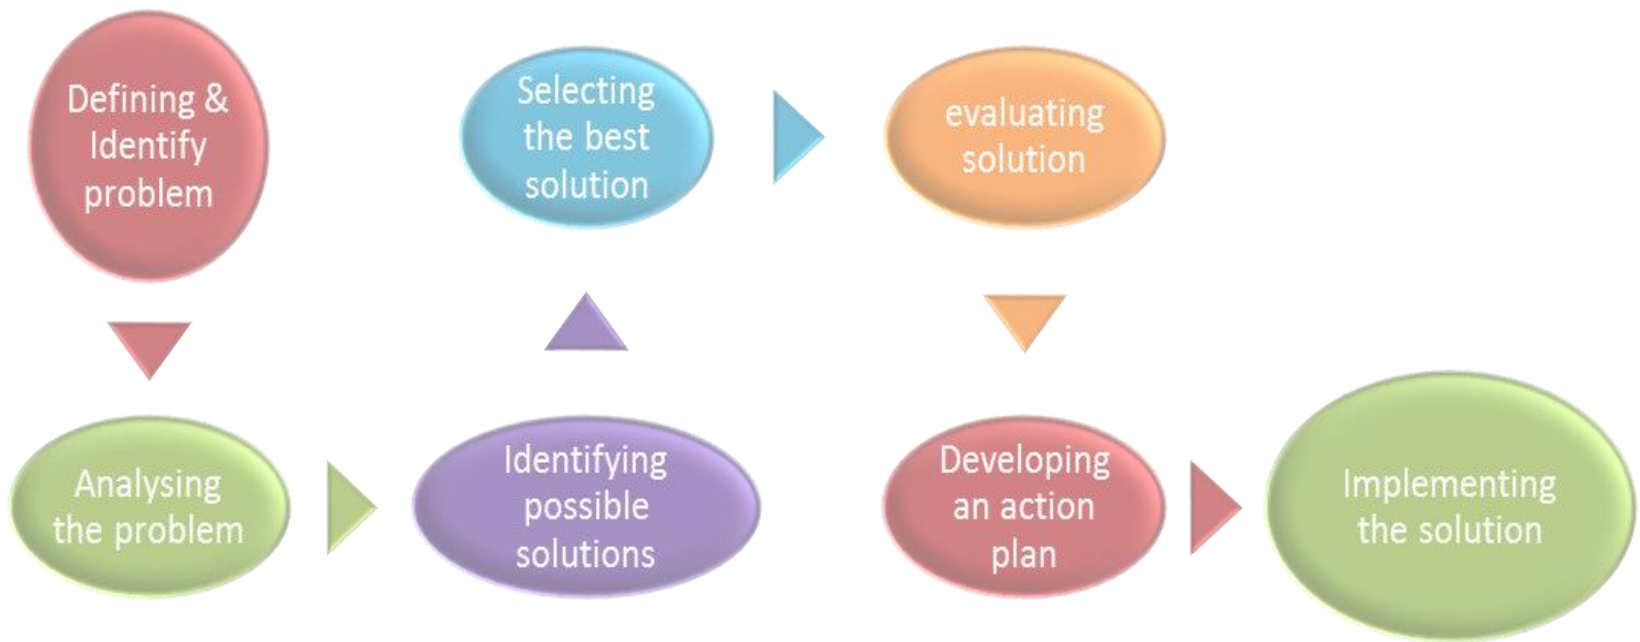 Defining &
Identify
problem
Analysing
the problem
Identifying
possible
solutions
Selecting
the best
solution
evaluating
solution
Developing
an action
plan
Implementing
the solution